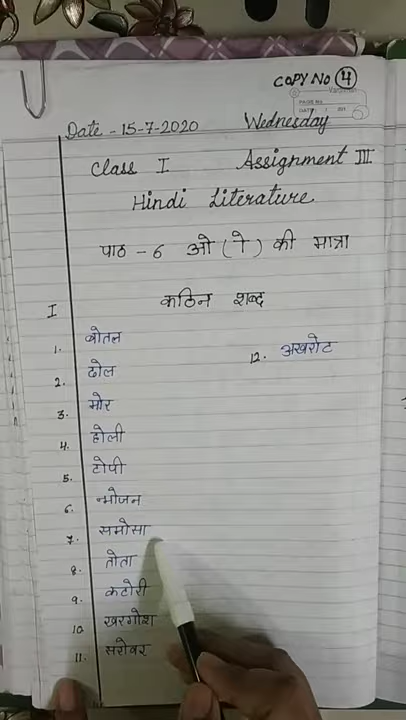 COPY NO 4
Date - 15-7-2020 Wednesday
Class I Assignment III
Hindi Literature
पाठ - 6 ओ ( ो ) की मात्रा
I कठिन शब्द
1. बोतल
2. ढोल
3. मोर
4. होली
5. टोपी
6. भोजन
7. समोसा
8. तोता
9. कटोरी
10 खरगोश
11. सरोवर
12. अखरोट